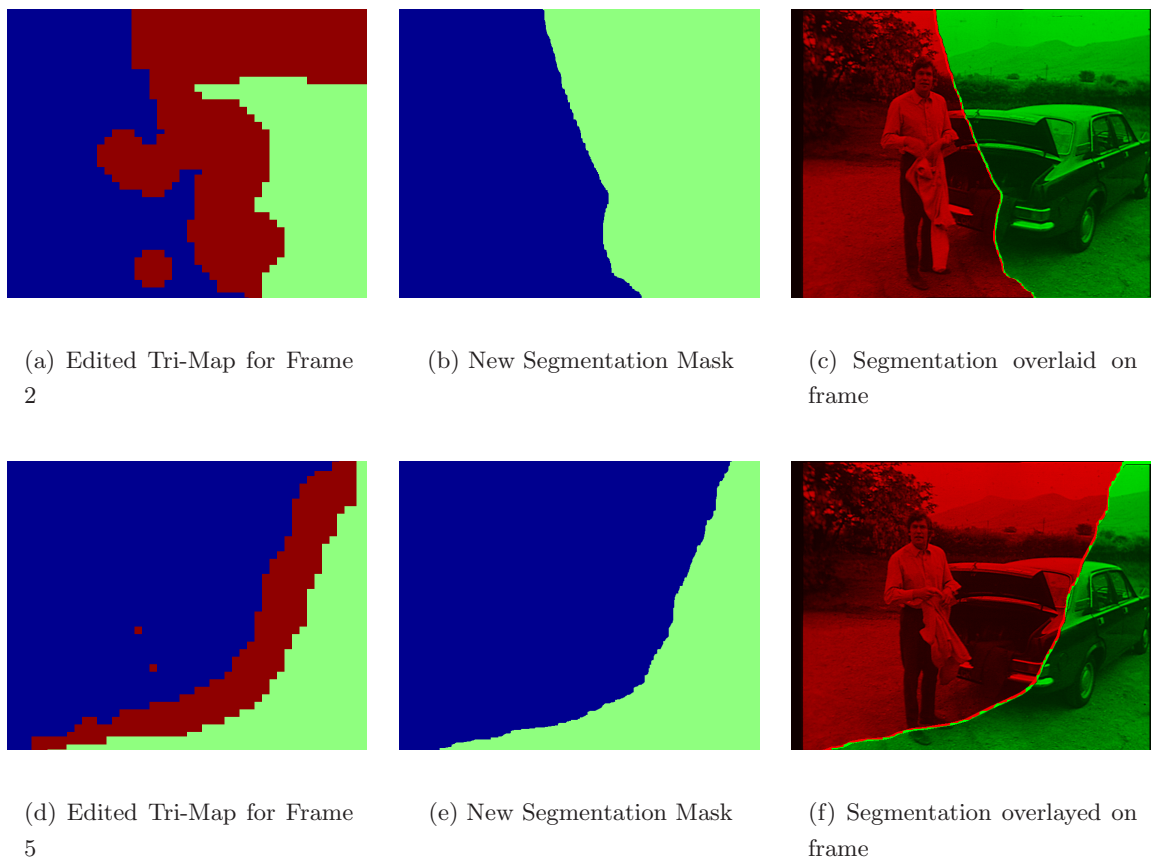 (a) Edited Tri-Map for Frame
2
(b) New Segmentation Mask
(c) Segmentation overlaid on
frame
(d) Edited Tri-Map for Frame
5
(e) New Segmentation Mask
(f) Segmentation overlayed on
frame